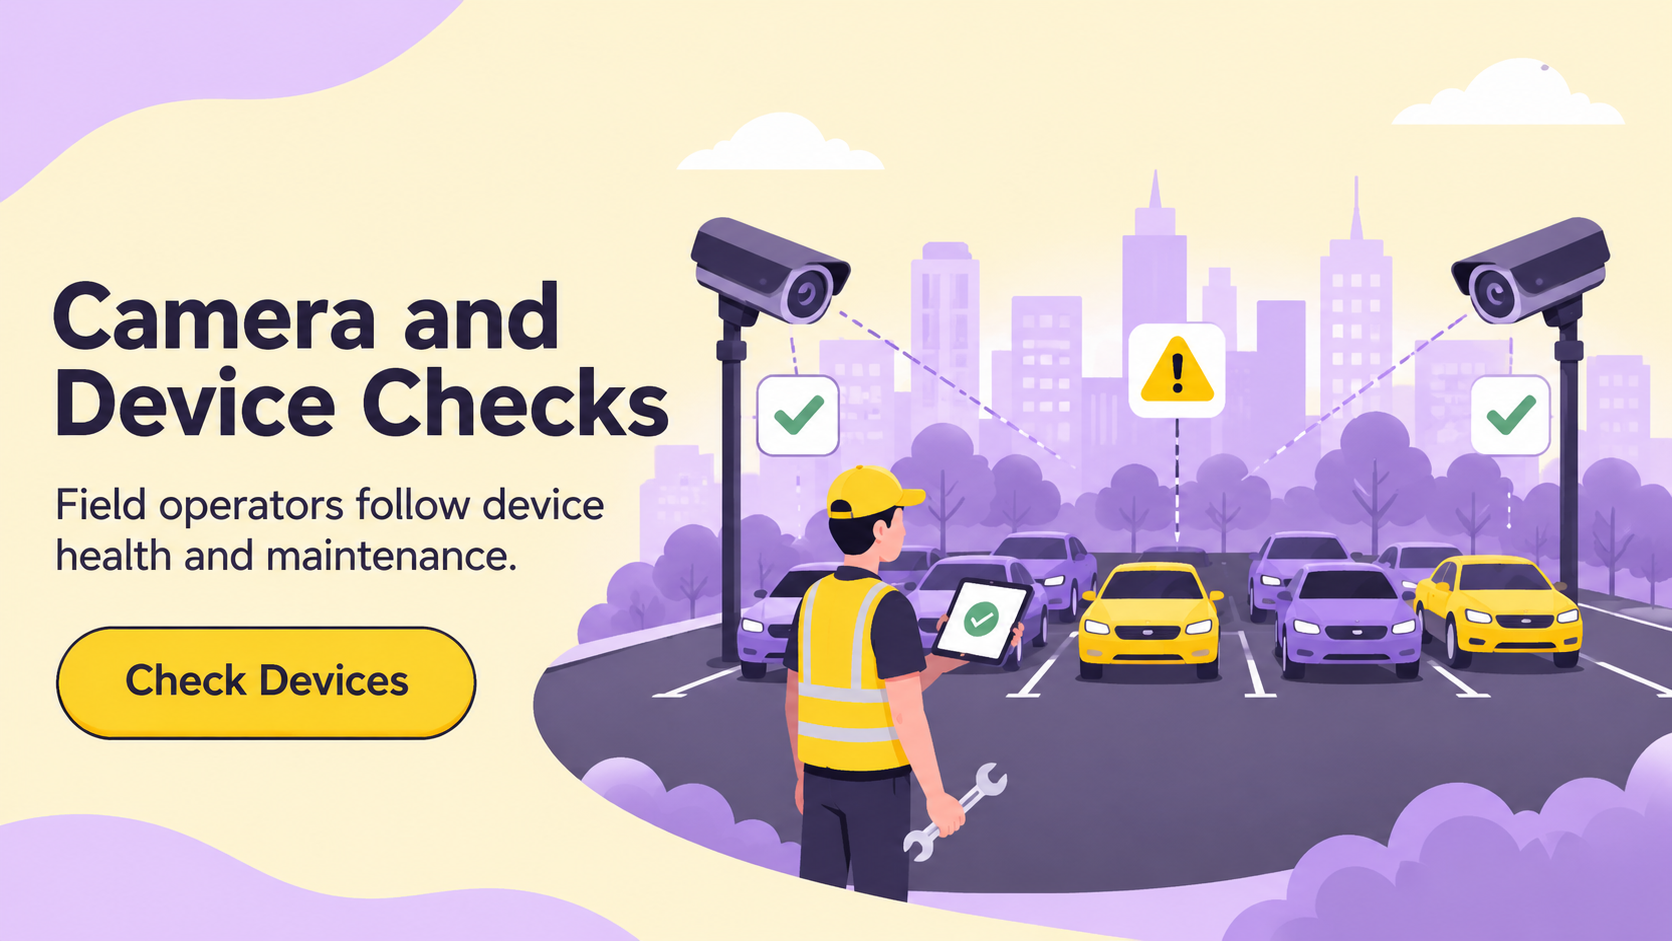 Camera and
Device Checks
Field operators follow device
health and maintenance.
Check Devices